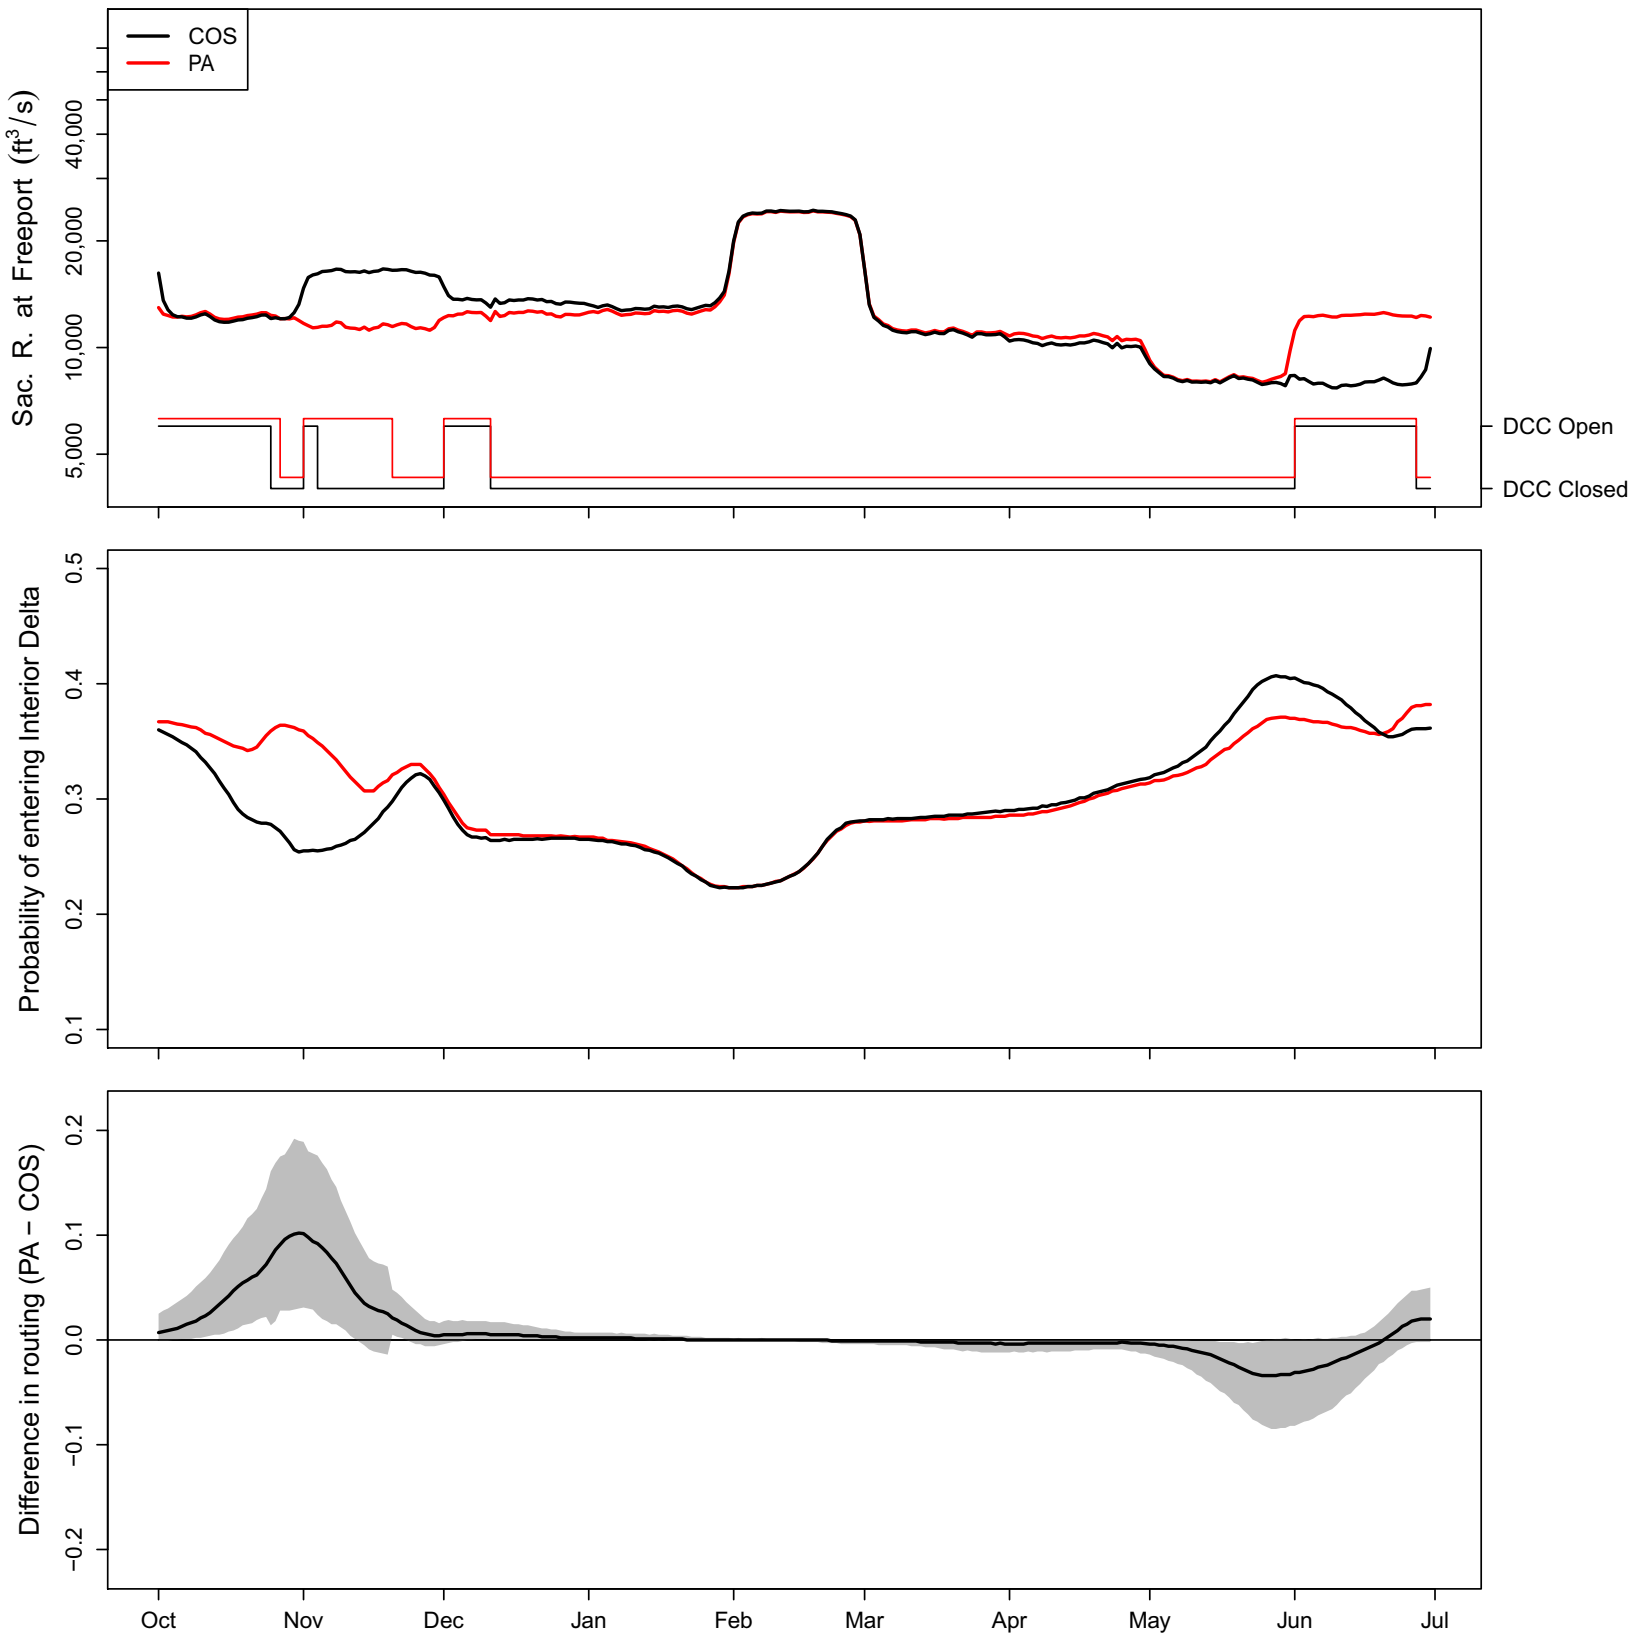 COS
PA
Sac. R. at Freeport (ft³/s)
40,000
20,000
10,000
5,000
DCC Open
DCC Closed
Probability of entering Interior Delta
0.5
0.4
0.3
0.2
0.1
Difference in routing (PA − COS)
0.2
0.1
0.0
−0.1
−0.2
Oct Nov Dec Jan Feb Mar Apr May Jun Jul